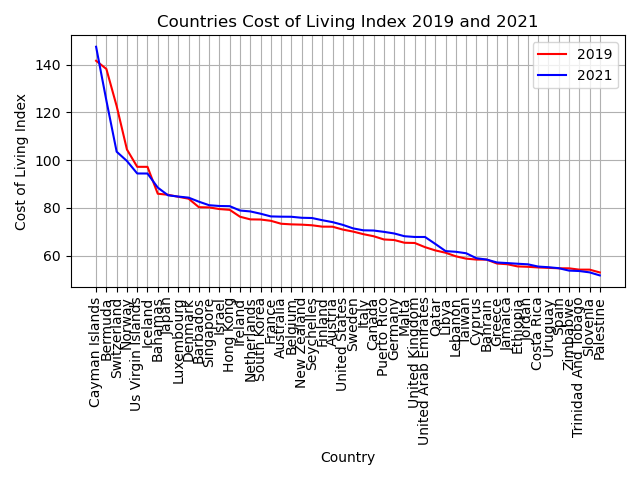 Countries Cost of Living Index 2019 and 2021
2019
2021
Cost of Living Index
140
120
100
80
60
Cayman Islands
Bermuda
Switzerland
Norway
Us Virgin Islands
Iceland
Bahamas
Japan
Luxembourg
Denmark
Barbados
Singapore
Israel
Hong Kong
Ireland
Netherlands
South Korea
France
Australia
Belgium
New Zealand
Seychelles
Finland
Austria
United States
Sweden
Italy
Canada
Puerto Rico
Germany
Malta
United Kingdom
United Arab Emirates
Qatar
Libya
Lebanon
Taiwan
Cyprus
Bahrain
Greece
Jamaica
Ethiopia
Jordan
Costa Rica
Uruguay
Spain
Zimbabwe
Trinidad And Tobago
Slovenia
Palestine
Country